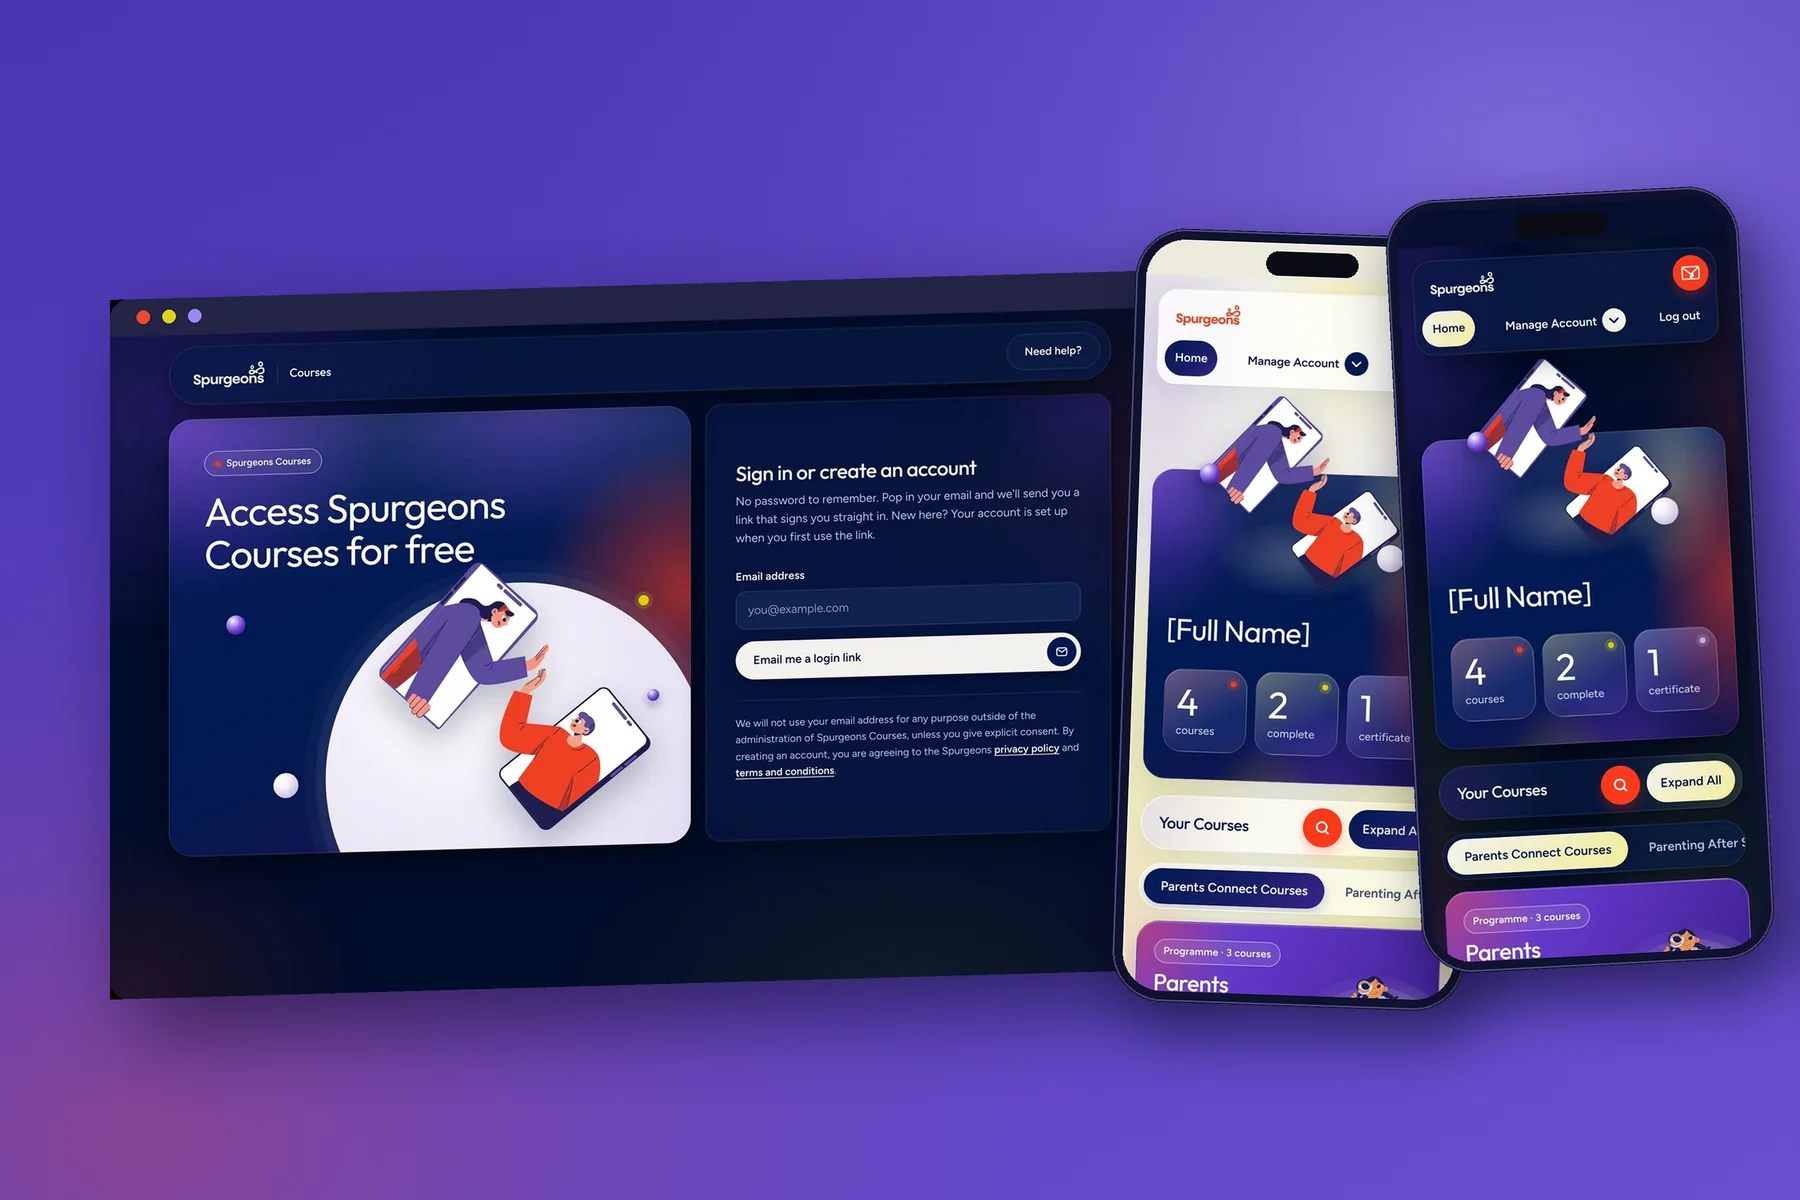 Spurgeons
Courses
Need help?
Spurgeons Courses
Access Spurgeons
Courses for free
Sign in or create an account
No password to remember. Pop in your email and we'll send you a
link that signs you straight in. New here? Your account is set up
when you first use the link.
Email address
you@example.com
Email me a login link
We will not use your email address for any purpose outside of the
administration of Spurgeons Courses, unless you give explicit consent. By
creating an account, you are agreeing to the Spurgeons privacy policy and
terms and conditions.
Spurgeons
Home
Manage Account
[Full Name]
4
courses
2
complete
1
certificate
Your Courses
Expand A
Parents Connect Courses
Parenting Af
Programme · 3 courses
Parents
Spurgeons
Home
Manage Account
Log out
[Full Name]
4
courses
2
complete
1
certificate
Your Courses
Expand All
Parents Connect Courses
Parenting After S
Programme · 3 courses
Parents